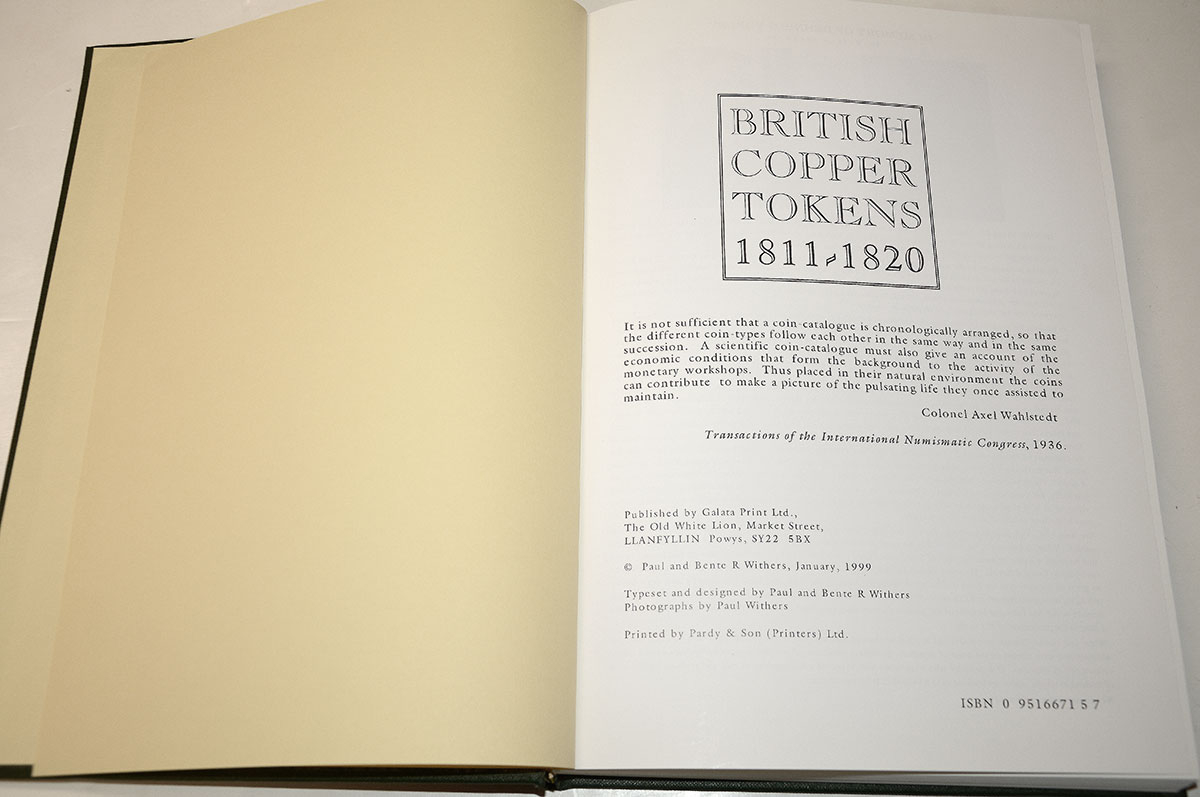 BRITISH
COPPER
TOKENS
1811-1820
It is not sufficient that a coin-catalogue is chronologically arranged, so that
the different coin-types follow each other in the same way and in the same
succession. A scientific coin-catalogue must also give an account of the
economic conditions that form the background to the activity of the
monetary workshops. Thus placed in their natural environment the coins
can contribute to make a picture of the pulsating life they once assisted to
maintain.
Colonel Axel Wahlstedt
Transactions of the International Numismatic Congress, 1936.
Published by Galata Print Ltd.,
The Old White Lion, Market Street,
LLANFYLLIN Powys, SY22 5BX
© Paul and Bente R Withers, January, 1999
Typeset and designed by Paul and Bente R Withers
Photographs by Paul Withers
Printed by Pardy & Son (Printers) Ltd.
ISBN 0 9516671 5 7